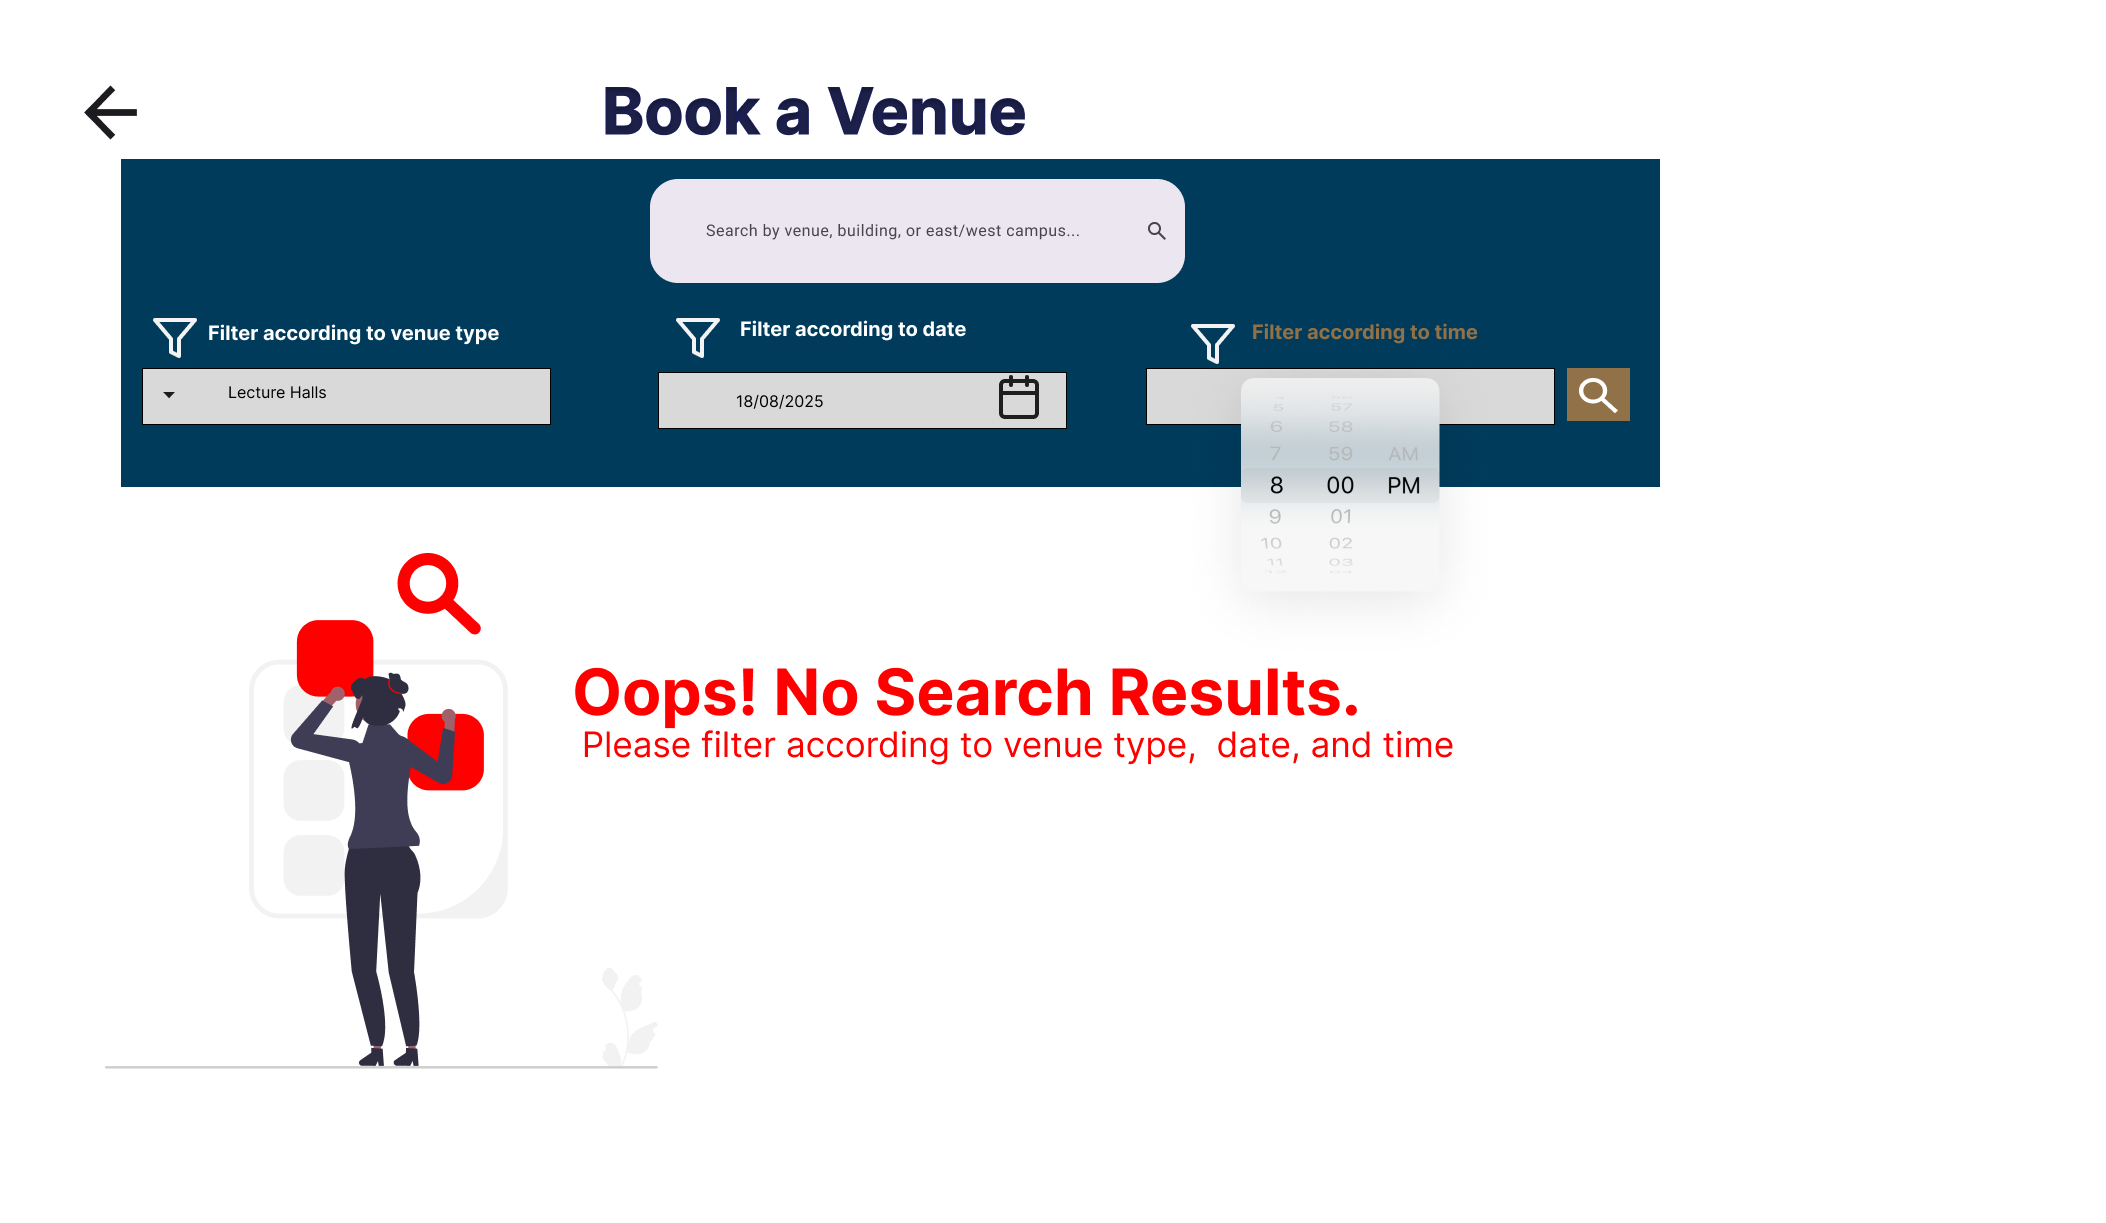 Book a Venue
Search by venue, building, or east/west campus...
Filter according to venue type
Filter according to date
Filter according to time
Lecture Halls
18/08/2025
5 57
6 58
7 59 AM
8 00 PM
9 01
10 02
11 03
Oops! No Search Results.
Please filter according to venue type,  date, and time